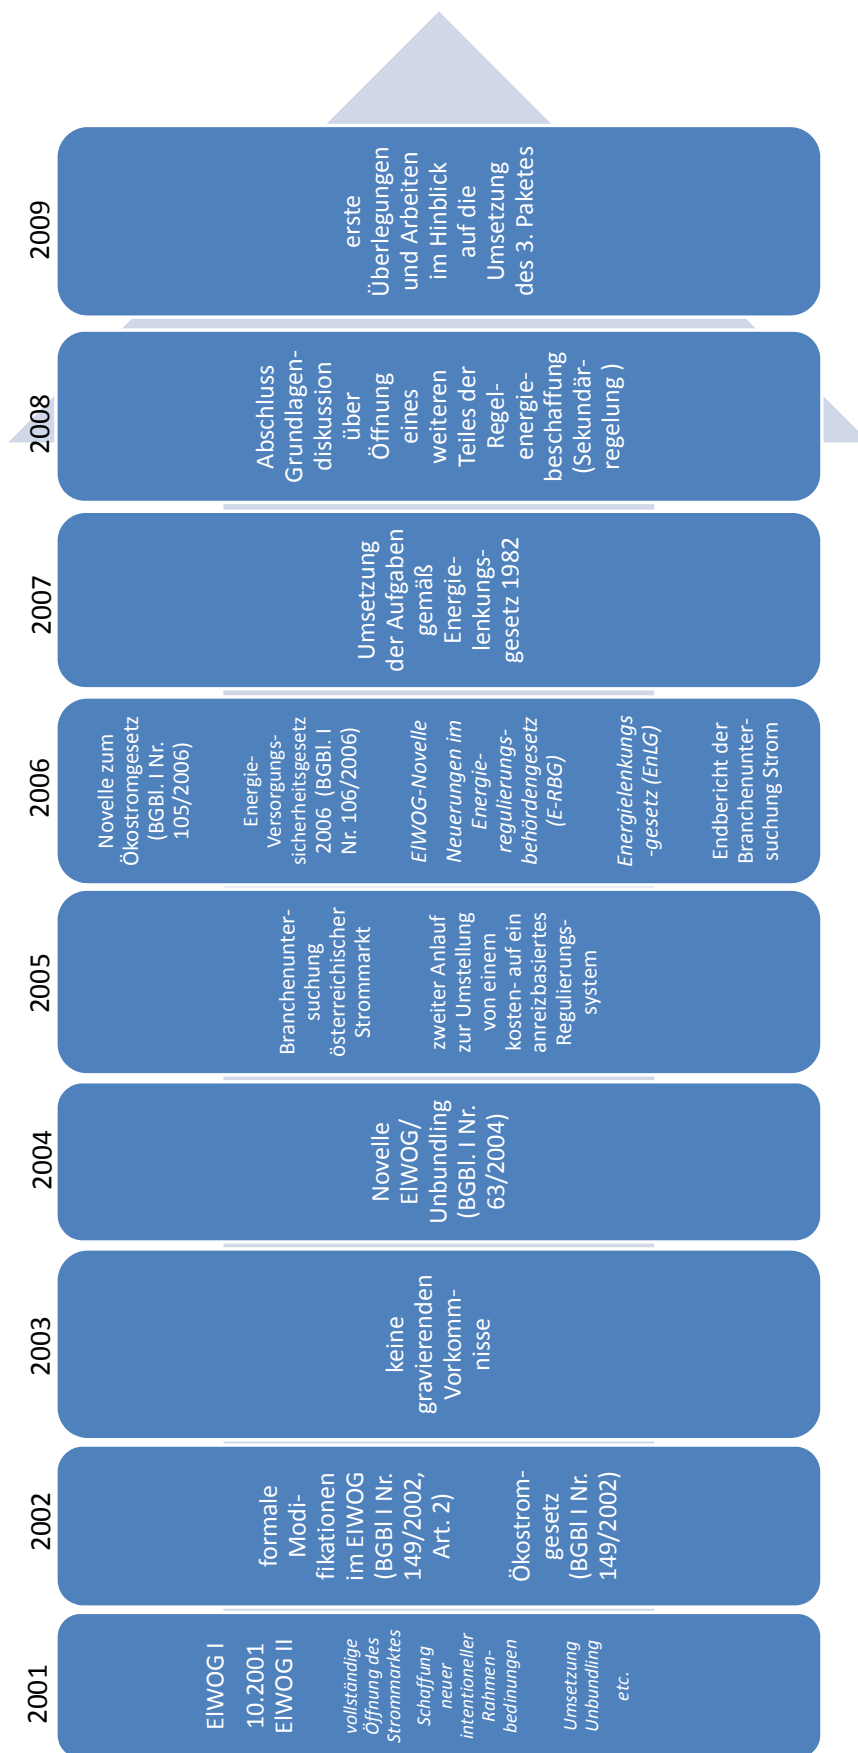 2001
ElWOG I
10.2001
ElWOG II
vollständige
Öffnung des
Strommarktes
Schaffung
neuer
intentioneller
Rahmen-
bedinungen
Umsetzung
Unbundling
etc.
2002
formale
Modi-
fikationen
im ElWOG
(BGBl I Nr.
149/2002,
Art. 2)
Ökostrom-
gesetz
(BGBl I Nr.
149/2002)
2003
keine
gravierenden
Vorkomm-
nisse
2004
Novelle
ElWOG/
Unbundling
(BGBl. I Nr.
63/2004)
2005
Branchenunter-
suchung
österreichischer
Strommarkt
zweiter Anlauf
zur Umstellung
von einem
kosten- auf ein
anreizbasiertes
Regulierungs-
system
2006
Novelle zum
Ökostromgesetz
(BGBl. I Nr.
105/2006)
Energie-
Versorgungs-
sicherheitsgesetz
2006 (BGBl. I
Nr. 106/2006)
ElWOG-Novelle
Neuerungen im
Energie-
regulierungs-
behördengesetz
(E-RBG)
Energielenkungs
-gesetz (EnLG)
Endbericht der
Branchenunter-
suchung Strom
2007
Umsetzung
der Aufgaben
gemäß
Energie-
lenkungs-
gesetz 1982
2008
Abschluss
Grundlagen-
diskussion
über
Öffnung
eines
weiteren
Teiles der
Regel-
energie-
beschaffung
(Sekundär-
regelung )
2009
erste
Überlegungen
und Arbeiten
im Hinblick
auf die
Umsetzung
des 3. Paketes